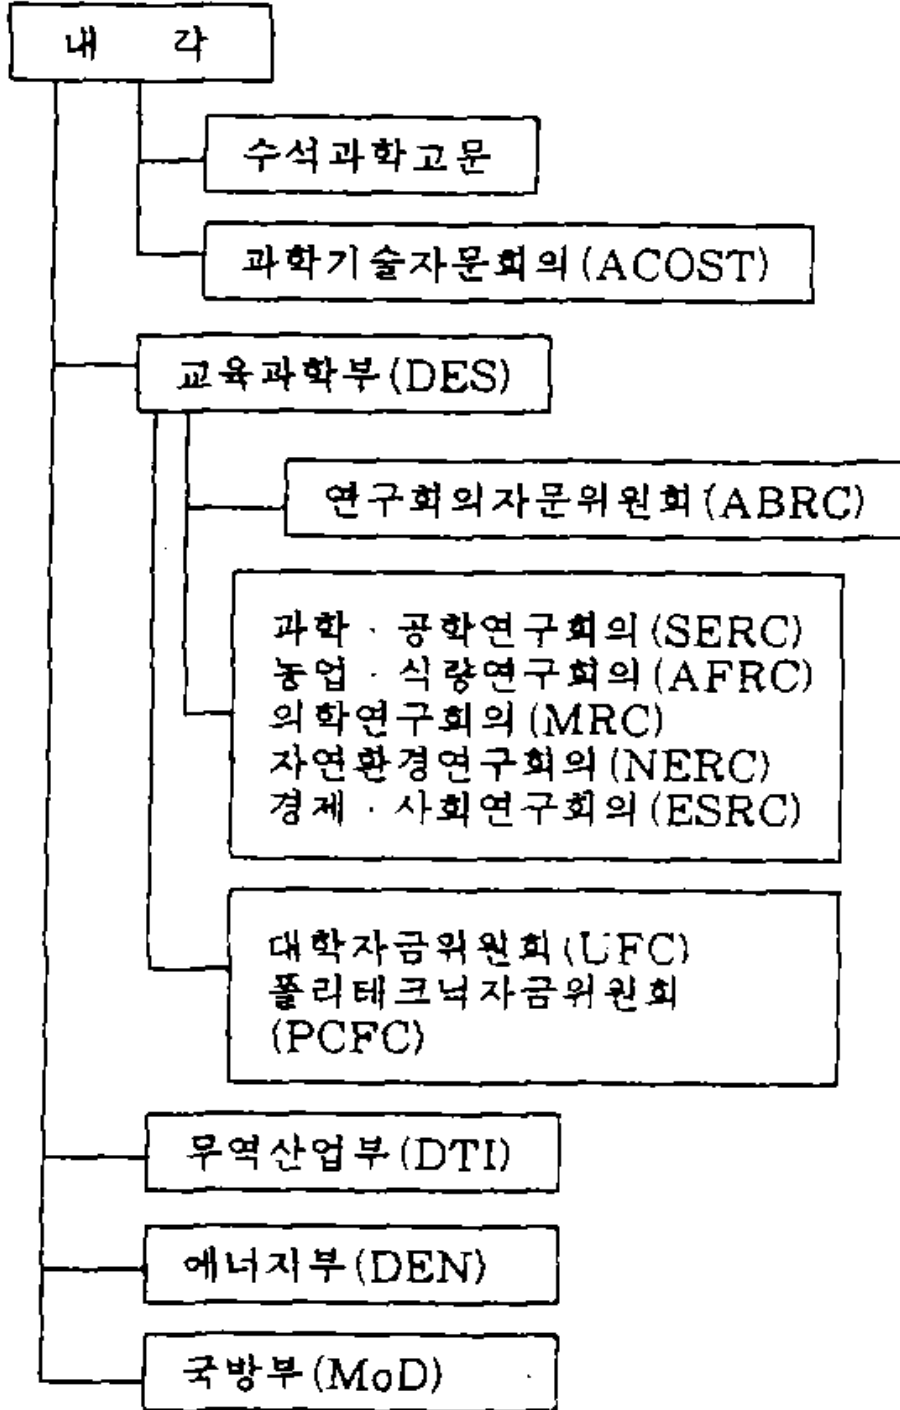 내 각
수석과학고문
과학기술자문회의(ACOST)
교육과학부(DES)
연구회의자문위원회(ABRC)
과학·공학연구회의(SERC)
농업·식량연구회의(AFRC)
의학연구회의(MRC)
자연환경연구회의(NERC)
경제·사회연구회의(ESRC)
대학자금위원회(UFC)
폴리테크닉자금위원회
(PCFC)
무역산업부(DTI)
에너지부(DEN)
국방부(MoD)